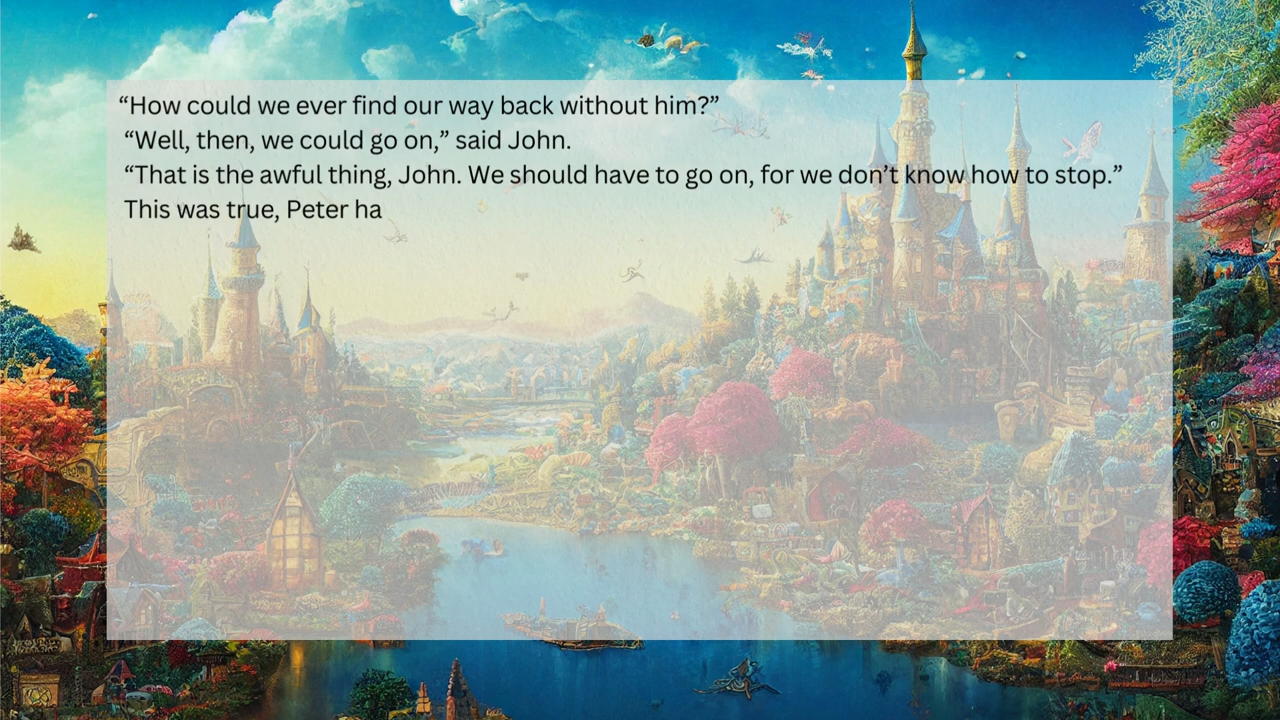 “How could we ever find our way back without him?”
“Well, then, we could go on,” said John.
“That is the awful thing, John. We should have to go on, for we don’t know how to stop.”
This was true, Peter ha